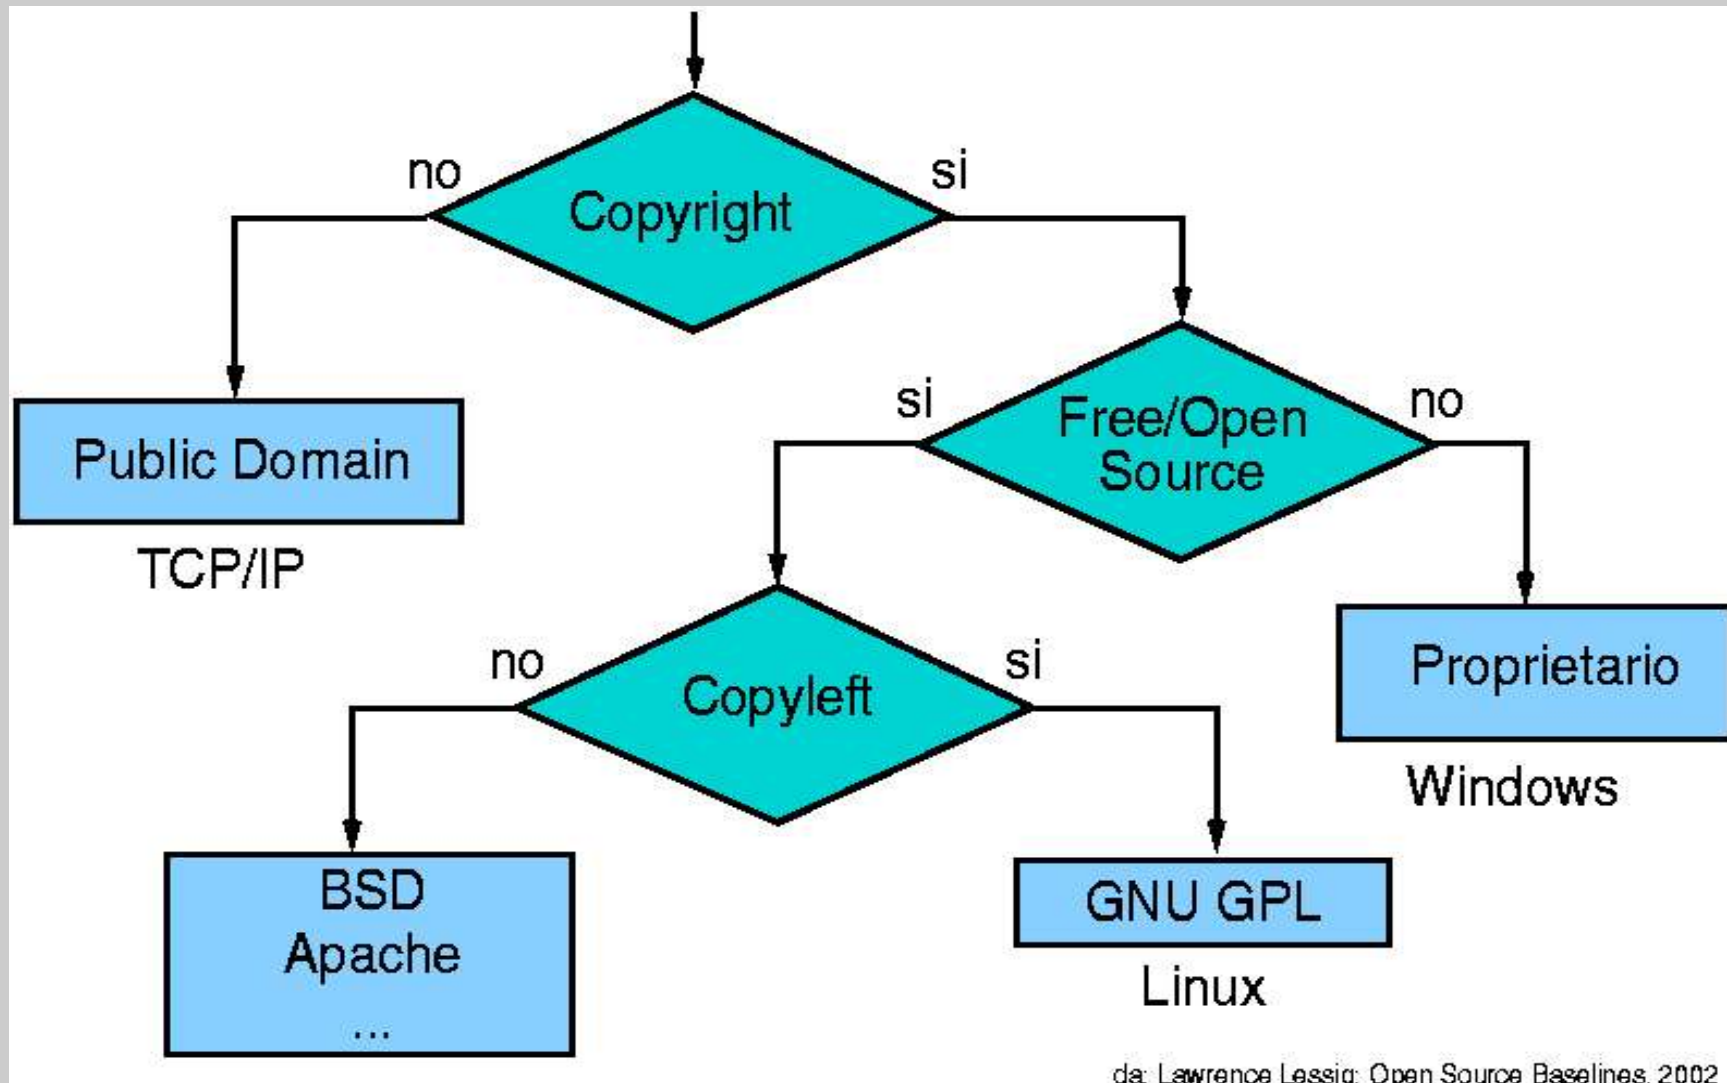 no
si
Copyright
si
no
Free/Open
Source
Public Domain
TCP/IP
no
si
Copyleft
Proprietario
Windows
BSD
Apache
...
GNU GPL
Linux
da: Lawrence Lessig: Open Source Baselines, 2002